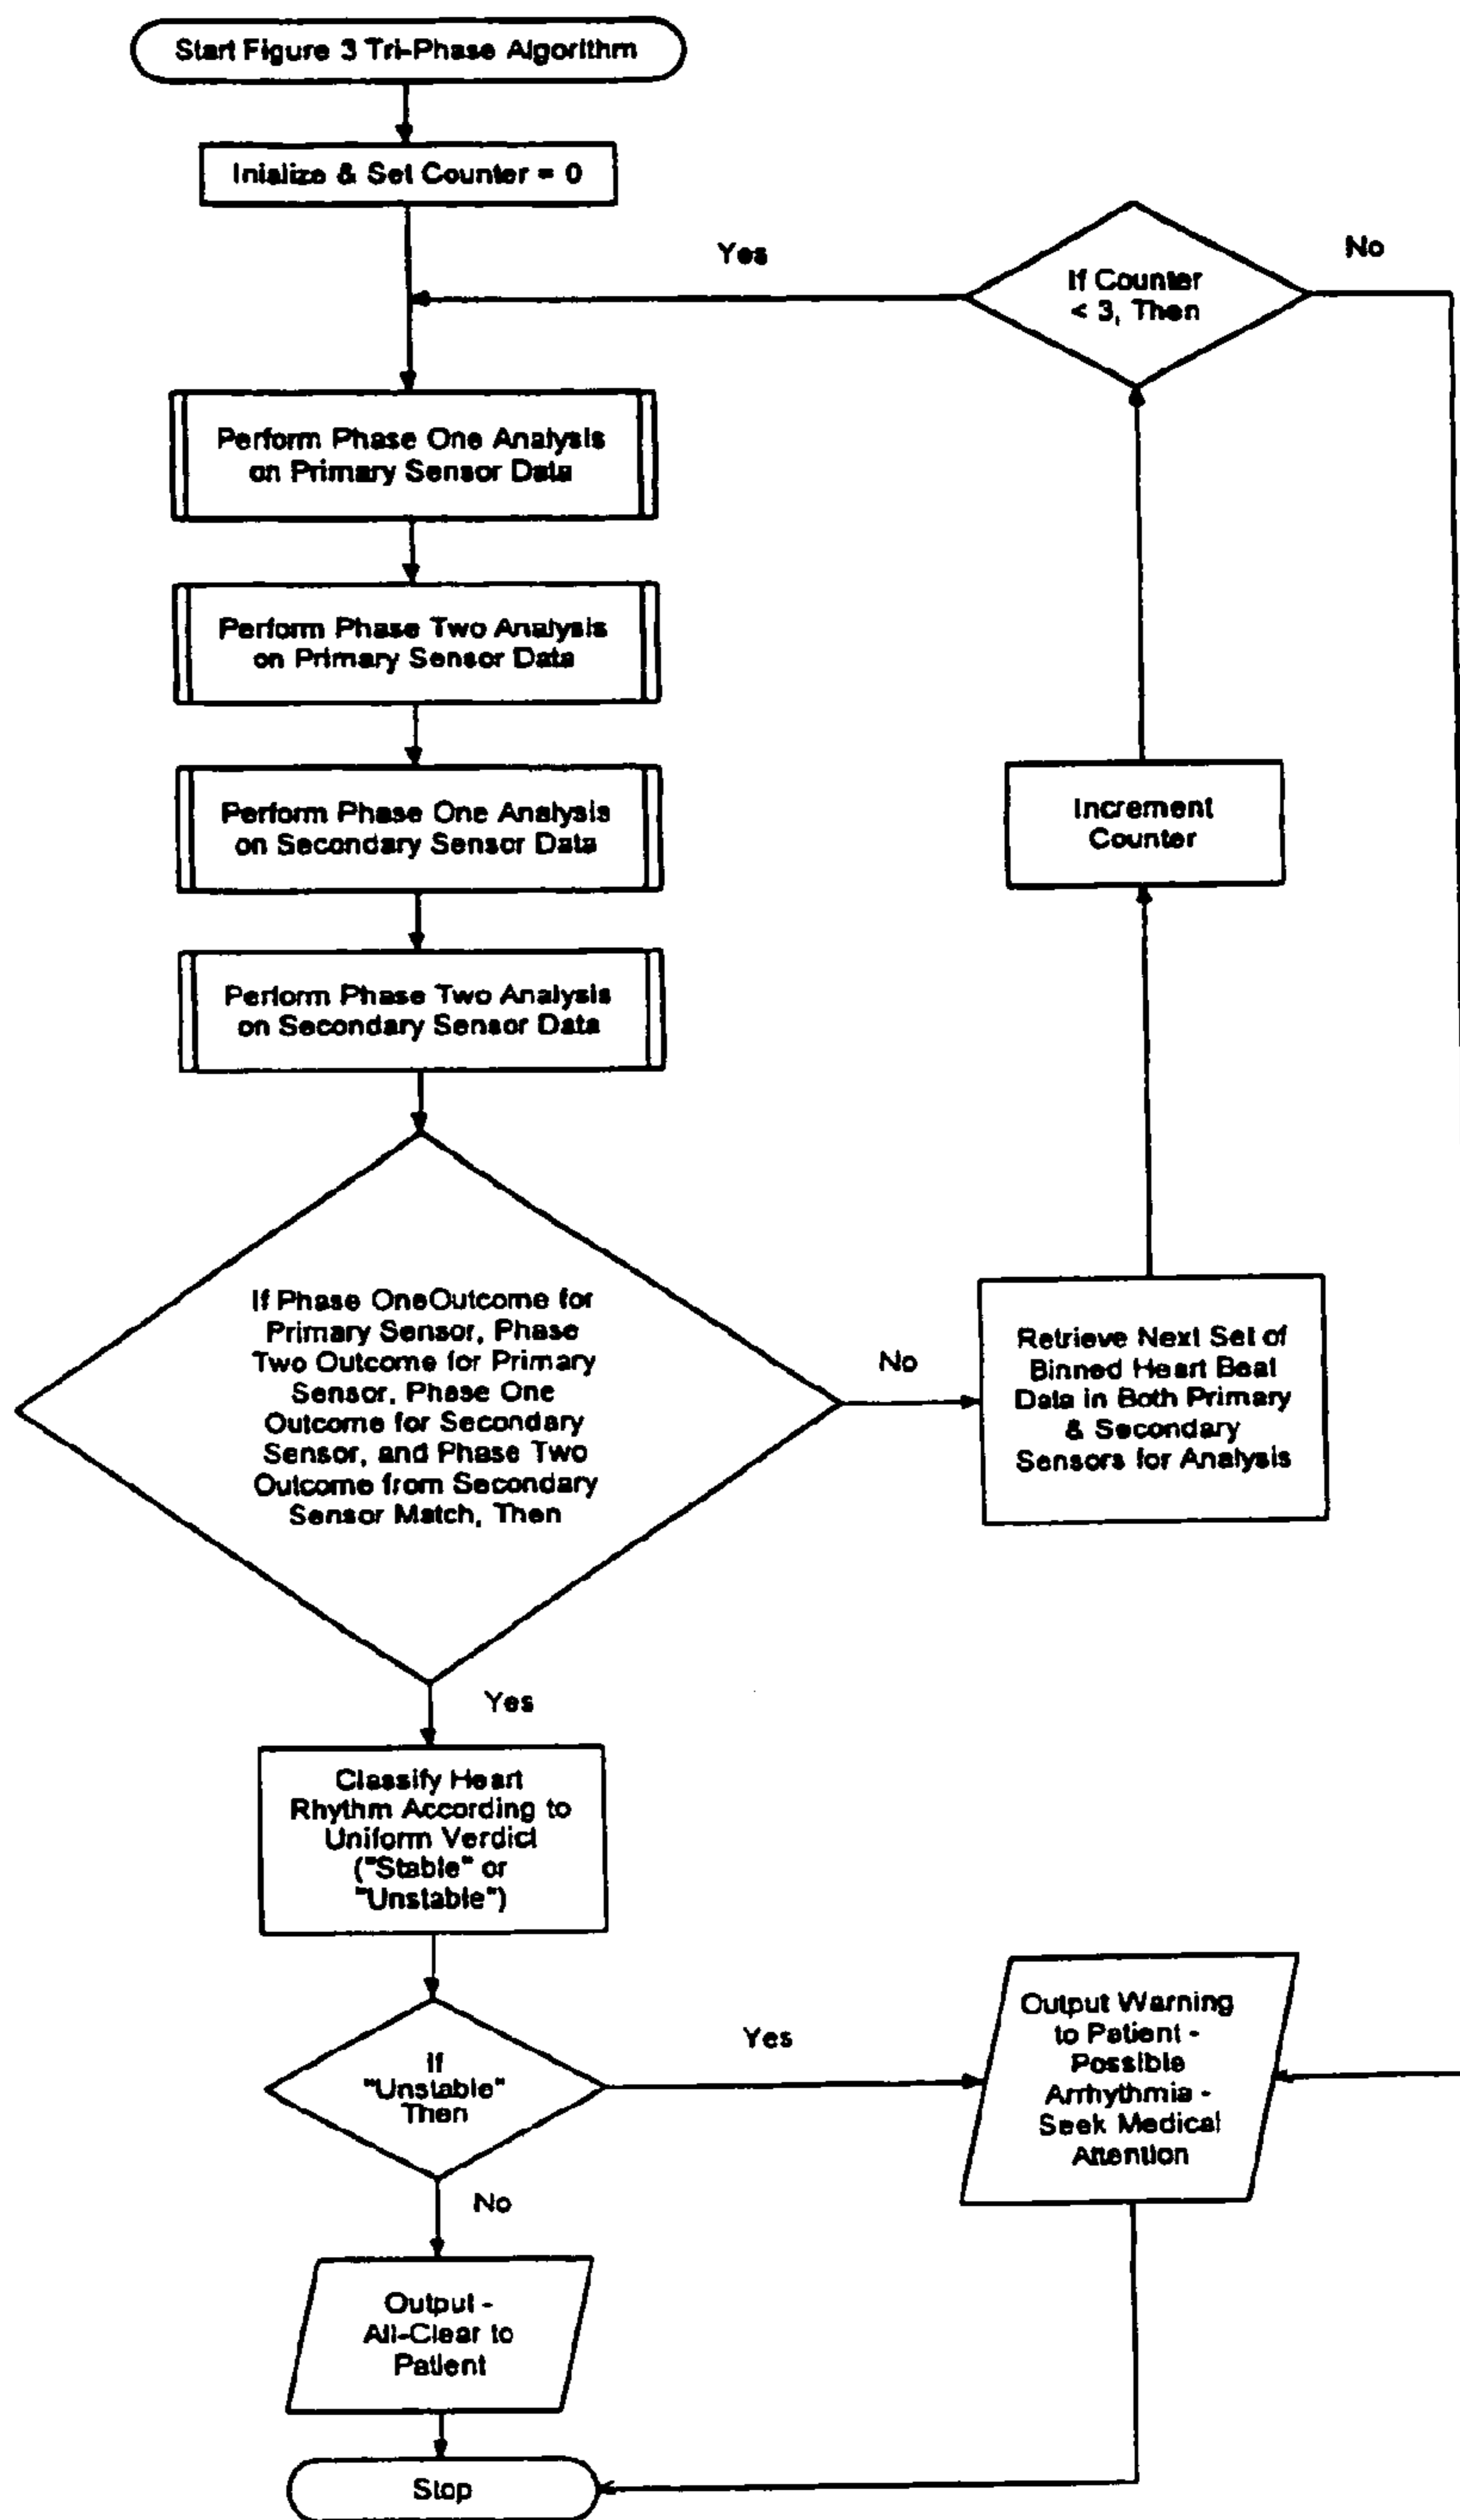 Start Figure 3 Tri-Phase Algorithm
Inialize & Set Counter = 0
Yes
If Counter
< 3, Then
No
Perform Phase One Analysis
on Primary Sensor Data
Perform Phase Two Analysis
on Primary Sensor Data
Perform Phase One Analysis
on Secondary Sensor Data
Increment
Counter
Perform Phase Two Analysis
on Secondary Sensor Data
If Phase OneOutcome for
Primary Sensor, Phase
Two Outcome for Primary
Sensor, Phase One
Outcome for Secondary
Sensor, and Phase Two
Outcome from Secondary
Sensor Match, Then
No
Retrieve Next Set of
Binned Heart Beat
Data in Both Primary
& Secondary
Sensors for Analysis
Yes
Classify Heart
Rhythm According to
Uniform Verdict
("Stable" or
"Unstable")
If
"Unstable"
Then
Yes
Output Warning
to Patient -
Possible
Arrhythmia -
Seek Medical
Attention
No
Output -
All-Clear to
Patient
Stop